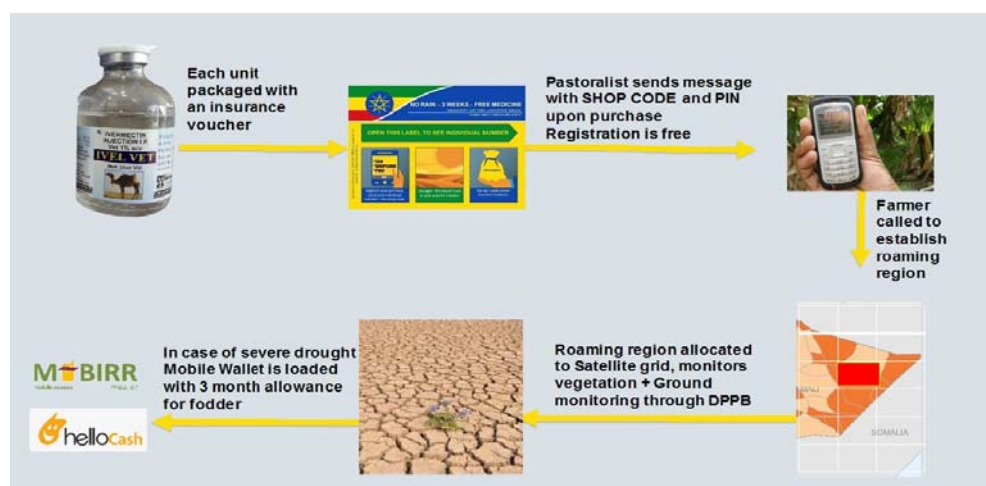 Each unit
packaged with
an insurance
voucher
Pastoralist sends message
with SHOP CODE and PIN
upon purchase
Registration is free
IVERMECTIN
INJECTION I.P.
IVEL VET
NO RAIN – 3 WEEKS - FREE MEDICINE
OPEN THIS LABEL TO SEE INDIVIDUAL NUMBER
Farmer
called to
establish
roaming
region
In case of severe drought
Mobile Wallet is loaded
with 3 month allowance
for fodder
Roaming region allocated
to Satellite grid, monitors
vegetation + Ground
monitoring through DPPB
MALI
SOMALIA
M BIRR
helloCash